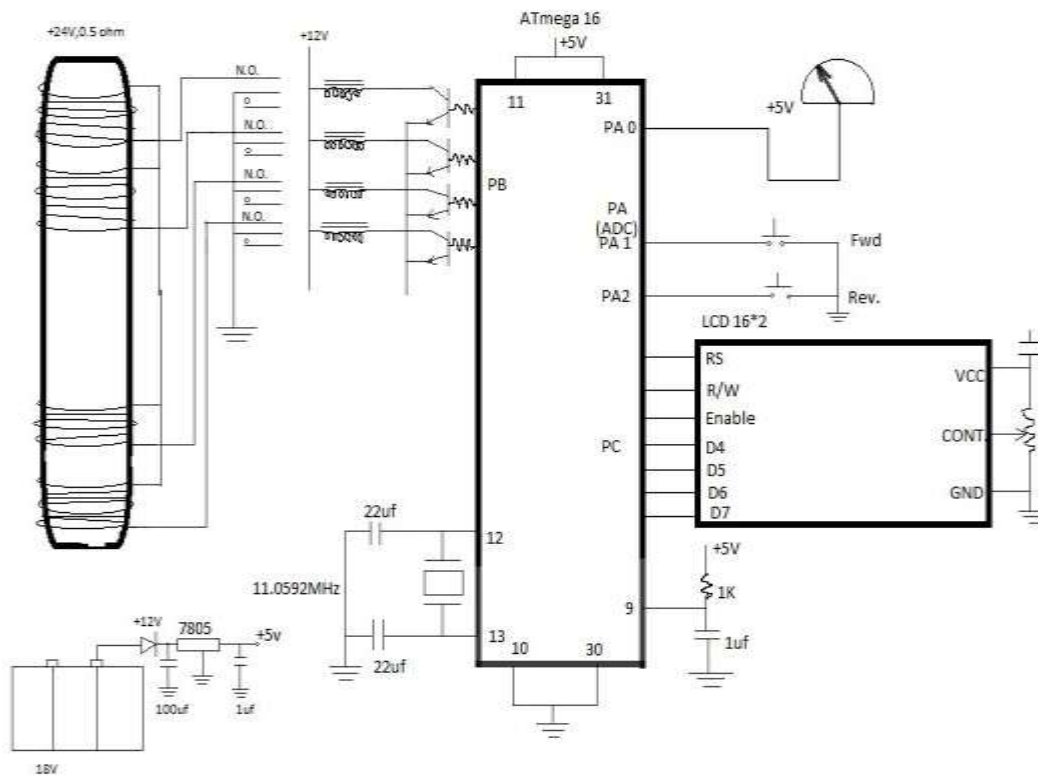 ATmega 16
+5V
+24V,0.5 ohm
+12V
N.O.
N.O.
N.O.
N.O.
11
31
PA 0
+5V
PB
PA
(ADC)
PA 1
Fwd
PA2
Rev.
LCD 16*2
RS
VCC
R/W
Enable
PC
D4
CONT.
D5
D6
GND
D7
22uf
12
11.0592MHz
13
22uf
10
30
9
+5V
1K
1uf
+12V
7805
+5v
100uf
1uf
18V